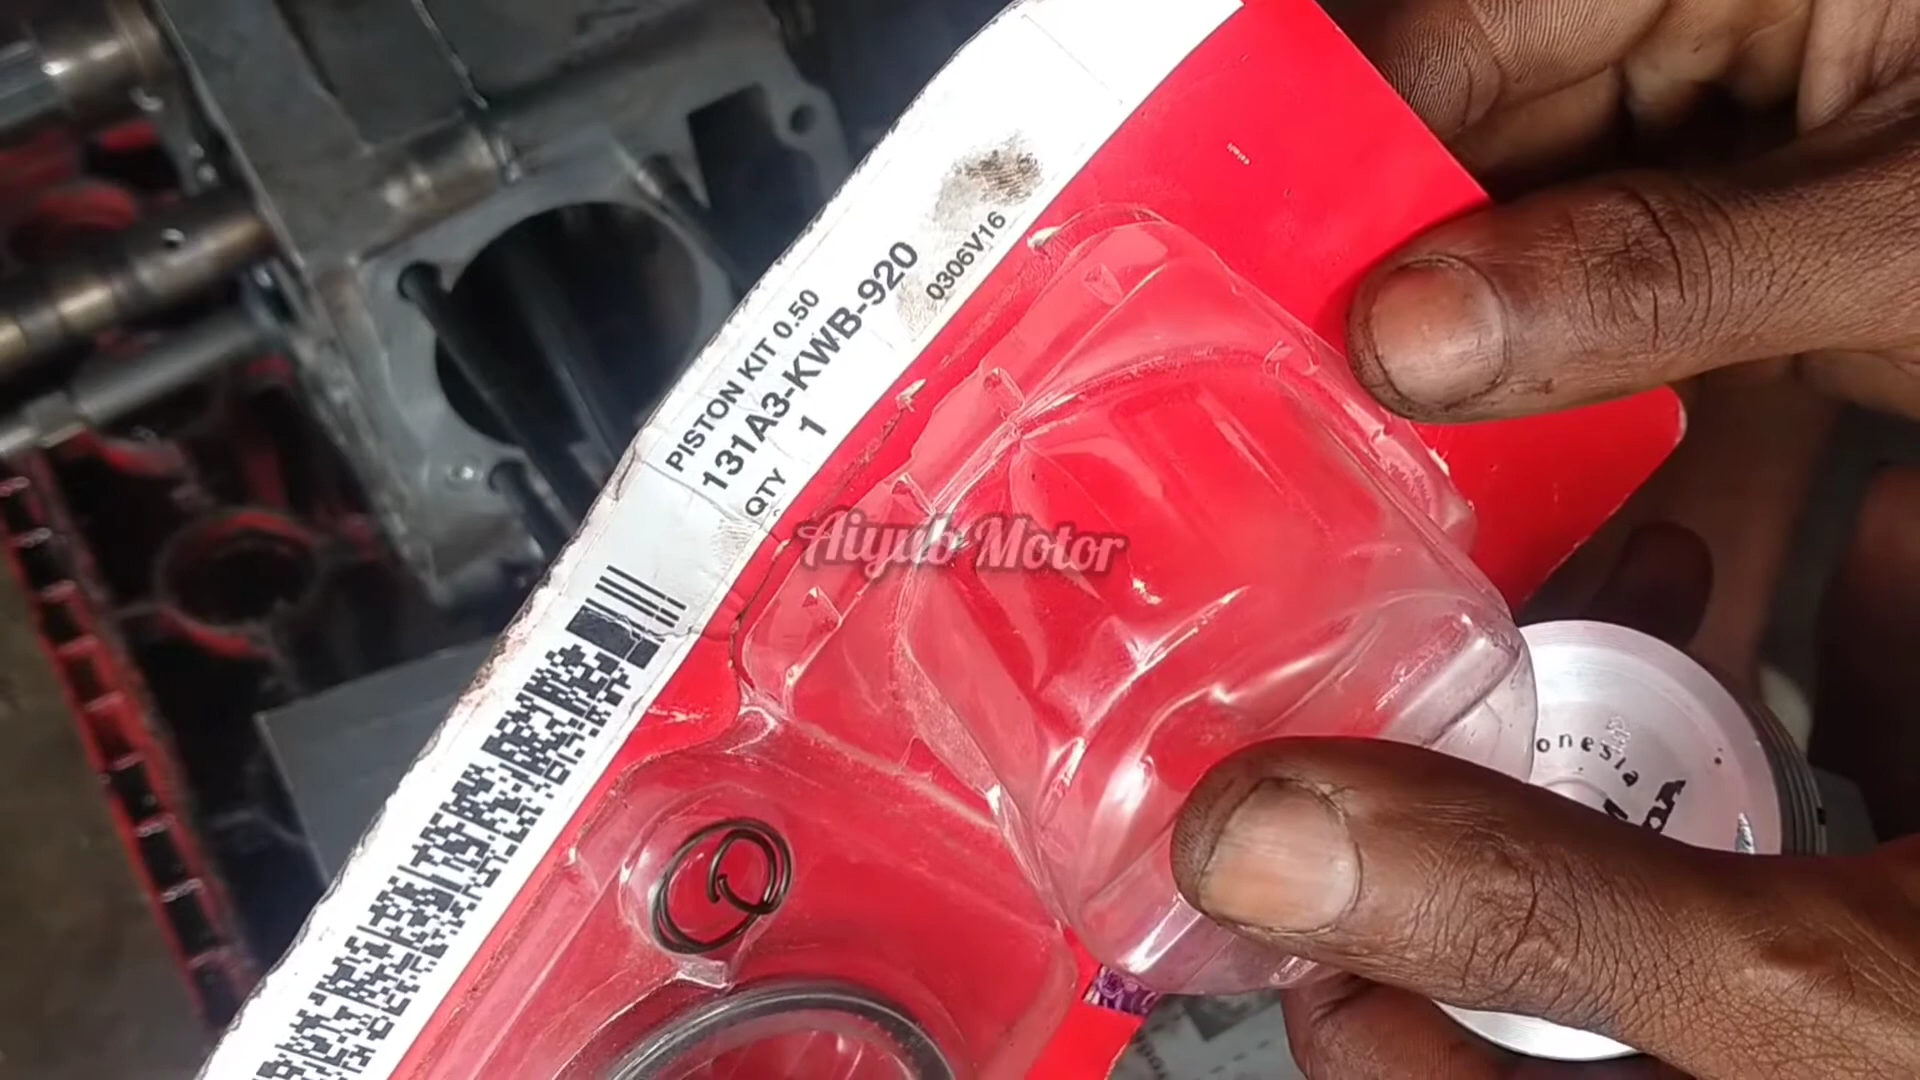 PISTON KIT 0.50
131A3-KWB-920
QTY 1
0306V16
Aiyub Motor
onesia